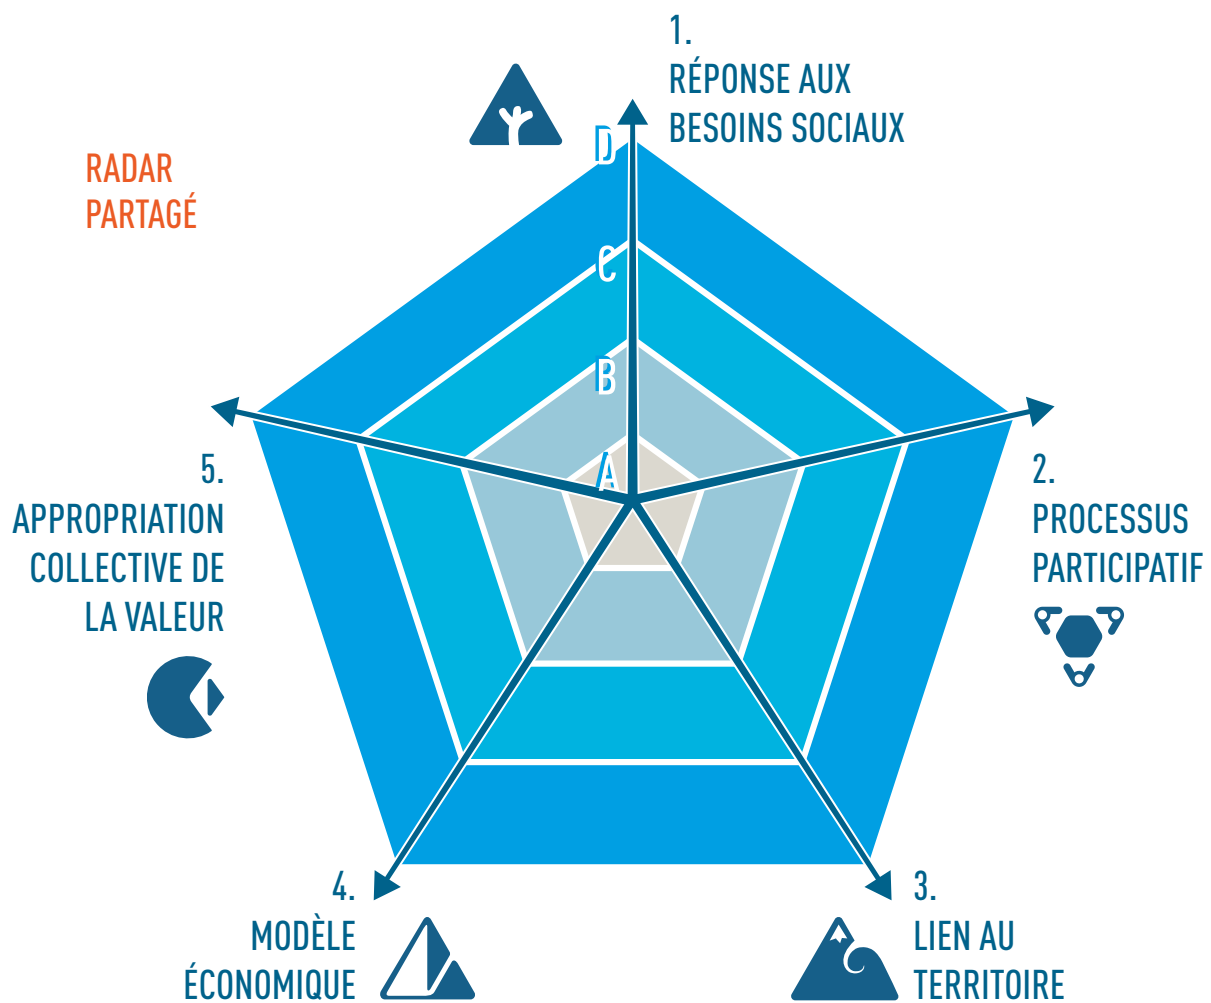 RADAR
PARTAGÉ
1.
RÉPONSE AUX
BESOINS SOCIAUX
D
C
B
A
2.
PROCESSUS
PARTICIPATIF
3.
LIEN AU
TERRITOIRE
4.
MODÈLE
ÉCONOMIQUE
5.
APPROPRIATION
COLLECTIVE DE
LA VALEUR